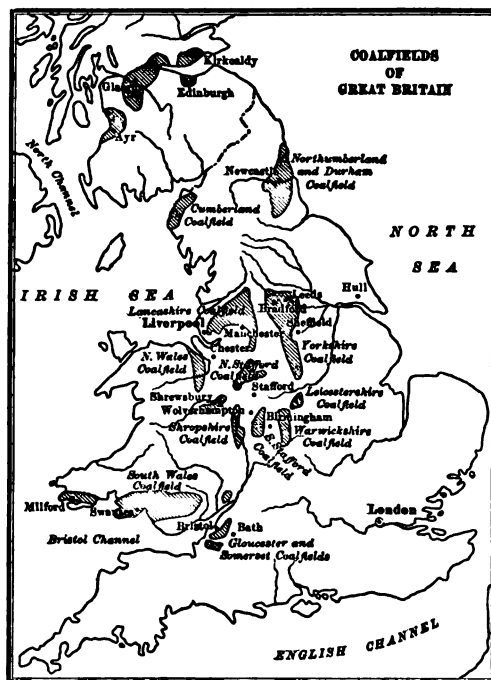 COALFIELDS
OF
GREAT BRITAIN
Kirkcaldy
Glasgow
Edinburgh
Ayr
North Channel
Newcastle
Northumberland
and Durham
Coalfield
Cumberland
Coalfield
NORTH
SEA
IRISH SEA
Lancashire Coalfield
Liverpool
Manchester
Leeds
Bradford
Hull
Sheffield
Yorkshire
Coalfield
Chester
N. Wales
Coalfield
N. Stafford
Coalfield
Stafford
Leicestershire
Coalfield
Shrewsbury
Wolverhampton
Birmingham
Shropshire
Coalfield
S. Stafford
Coalfield
Warwickshire
Coalfield
South Wales
Coalfield
Milford
Swansea
Bristol
Bath
London
Bristol Channel
Gloucester and
Somerset Coalfields
ENGLISH CHANNEL